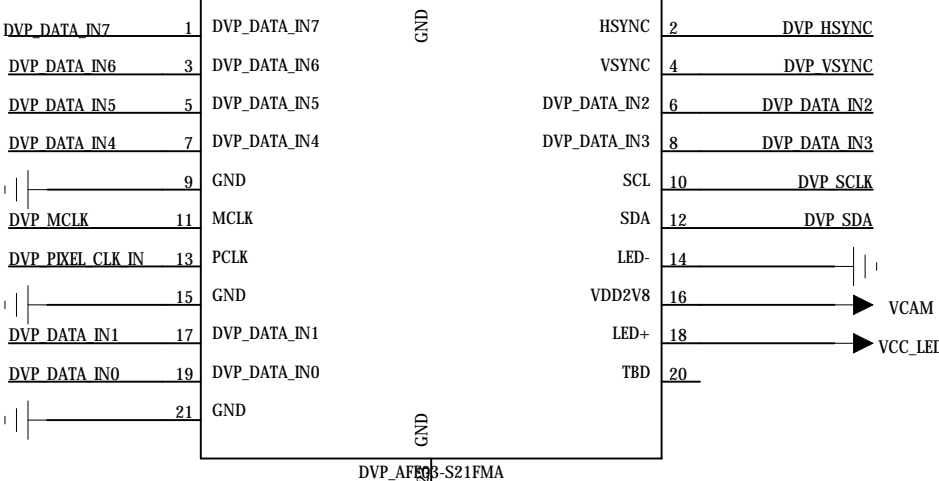 DVP_DATA_IN7 1 DVP_DATA_IN7 GND HSYNC 2 DVP_HSYNC
DVP_DATA_IN6 3 DVP_DATA_IN6 VSYNC 4 DVP_VSYNC
DVP_DATA_IN5 5 DVP_DATA_IN5 DVP_DATA_IN2 6 DVP_DATA_IN2
DVP_DATA_IN4 7 DVP_DATA_IN4 DVP_DATA_IN3 8 DVP_DATA_IN3
9 GND SCL 10 DVP_SCLK
DVP_MCLK 11 MCLK SDA 12 DVP_SDA
DVP_PIXEL_CLK_IN 13 PCLK LED- 14
15 GND VDD2V8 16 VCAM
DVP_DATA_IN1 17 DVP_DATA_IN1 LED+ 18 VCC_LED
DVP_DATA_IN0 19 DVP_DATA_IN0 TBD 20
21 GND GND